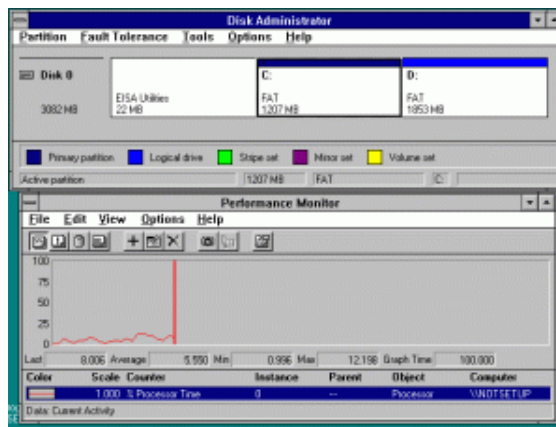 Disk Administrator
Partition Fault Tolerance Tools Options Help
Disk 0
3082 MB
EISA Utilities
22 MB
C:
FAT
1207 MB
D:
FAT
1853 MB
Primary partition Logical drive Stripe set Mirror set Volume set
Active partition 1207 MB FAT C:
Performance Monitor
File Edit View Options Help
100
75
50
25
0
Last 8.006 Average 5.550 Min 0.996 Max 12.198 Graph Time 100.000
Color Scale Counter Instance Parent Object Computer
1.000 % Processor Time 0 --- Processor \\NDTSETUP
Data: Current Activity